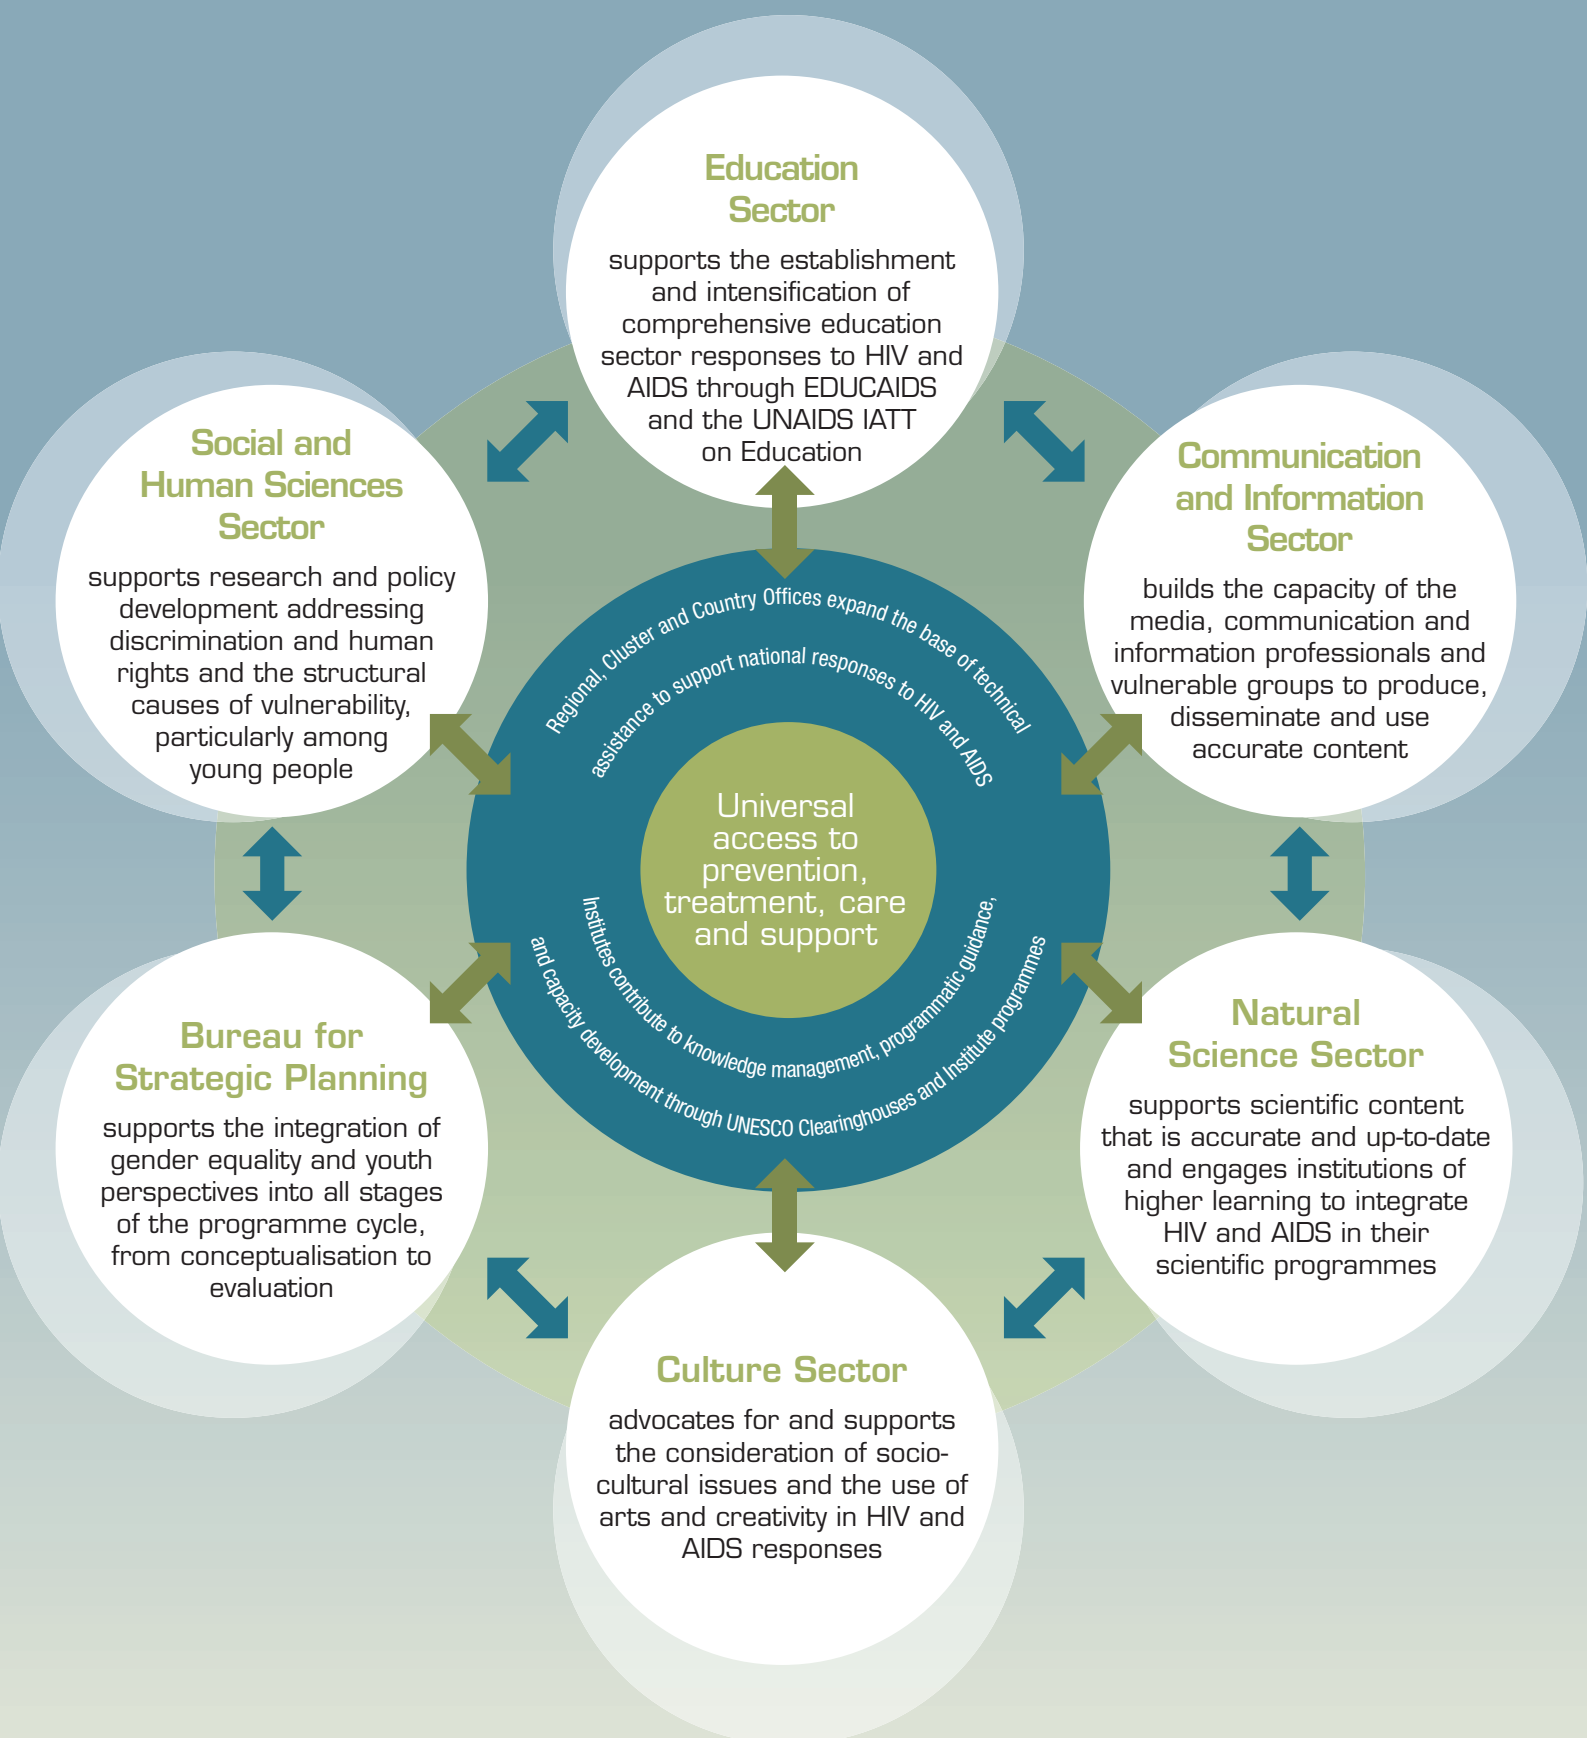 Education
Sector
supports the establishment
and intensification of
comprehensive education
sector responses to HIV and
AIDS through EDUCAIDS
and the UNAIDS IATT
on Education
Social and
Human Sciences
Sector
supports research and policy
development addressing
discrimination and human
rights and the structural
causes of vulnerability,
particularly among
young people
Communication
and Information
Sector
builds the capacity of the
media, communication and
information professionals and
vulnerable groups to produce,
disseminate and use
accurate content
Regional, Cluster and Country Offices expand the base of technical
assistance to support national responses to HIV and AIDS
Universal
access to
prevention,
treatment, care
and support
Institutes contribute to knowledge management, programmatic guidance,
and capacity development through UNESCO Clearinghouses and Institute programmes
Bureau for
Strategic Planning
supports the integration of
gender equality and youth
perspectives into all stages
of the programme cycle,
from conceptualisation to
evaluation
Natural
Science Sector
supports scientific content
that is accurate and up-to-date
and engages institutions of
higher learning to integrate
HIV and AIDS in their
scientific programmes
Culture Sector
advocates for and supports
the consideration of socio-
cultural issues and the use of
arts and creativity in HIV and
AIDS responses